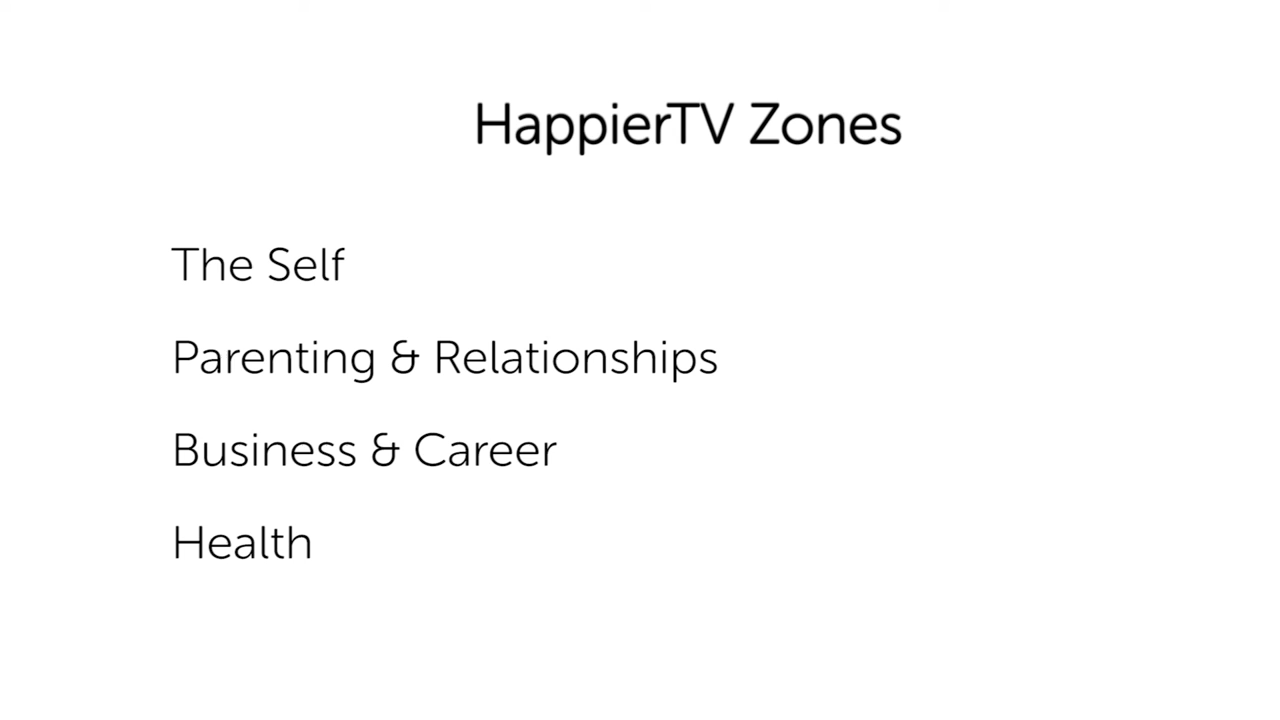 HappierTV Zones
The Self
Parenting & Relationships
Business & Career
Health